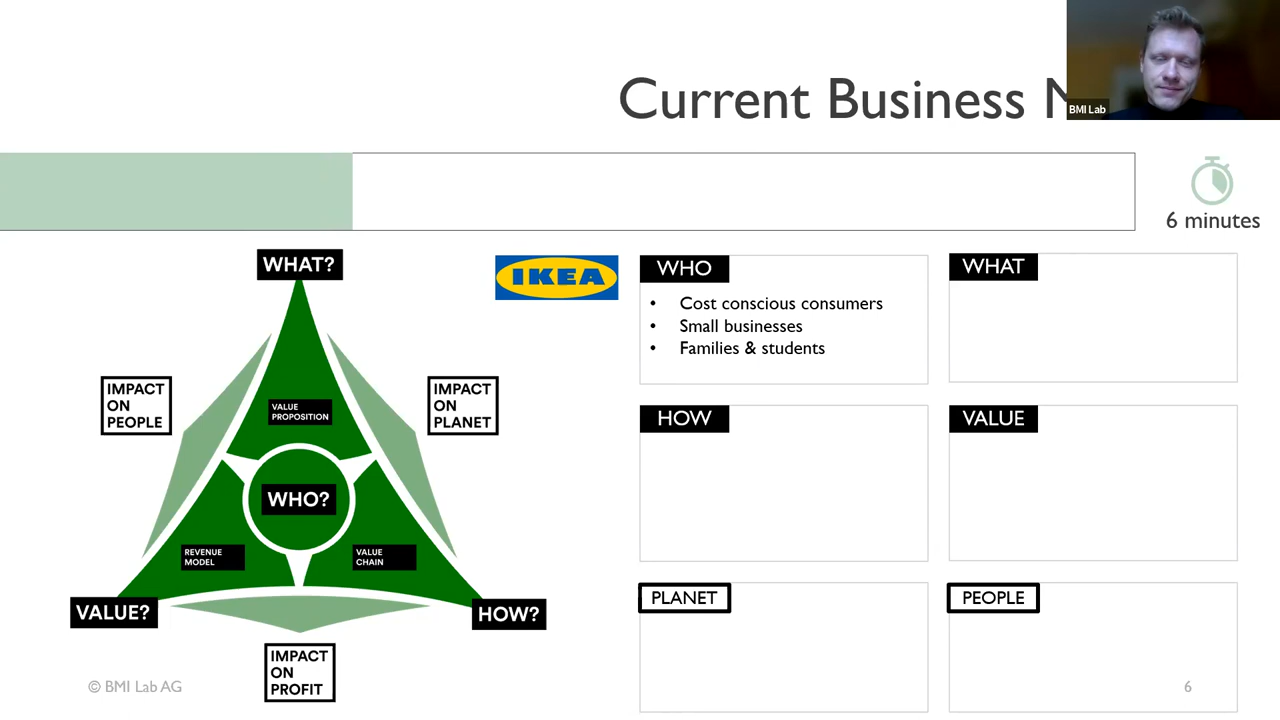 Current Business
BMI Lab
6 minutes
WHAT?
IKEA
WHO
• Cost conscious consumers
• Small businesses
• Families & students
WHAT
IMPACT
ON
PEOPLE
IMPACT
ON
PLANET
VALUE
PROPOSITION
HOW
VALUE
WHO?
REVENUE
MODEL
VALUE
CHAIN
VALUE?
HOW?
PLANET
PEOPLE
IMPACT
ON
PROFIT
© BMI Lab AG
6